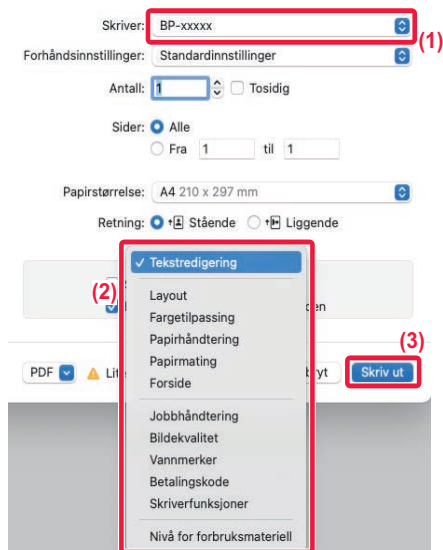 Skriver: BP-xxxxx
(1)
Forhåndsinnstillinger: Standardinnstillinger
Antall: 1 Tosidig
Sider: Alle
Fra 1 til 1
Papirstørrelse: A4 210 x 297 mm
Retning: Stående Liggende
✓ Tekstredigering
(2)
Layout
Fargetilpassing
Papirhåndtering
Papirmating
Forside
(3)
PDF Skriv ut
Jobbhåndtering
Bildekvalitet
Vannmerker
Betalingskode
Skriverfunksjoner
Nivå for forbruksmateriell